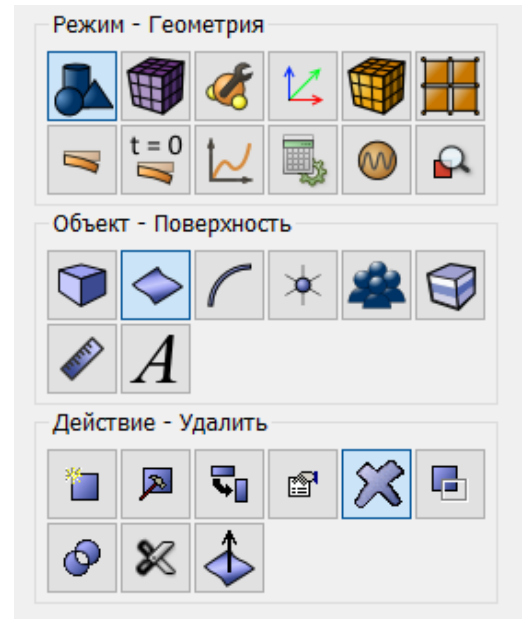 Режим - Геометрия
t = 0
Объект - Поверхность
A
Действие - Удалить